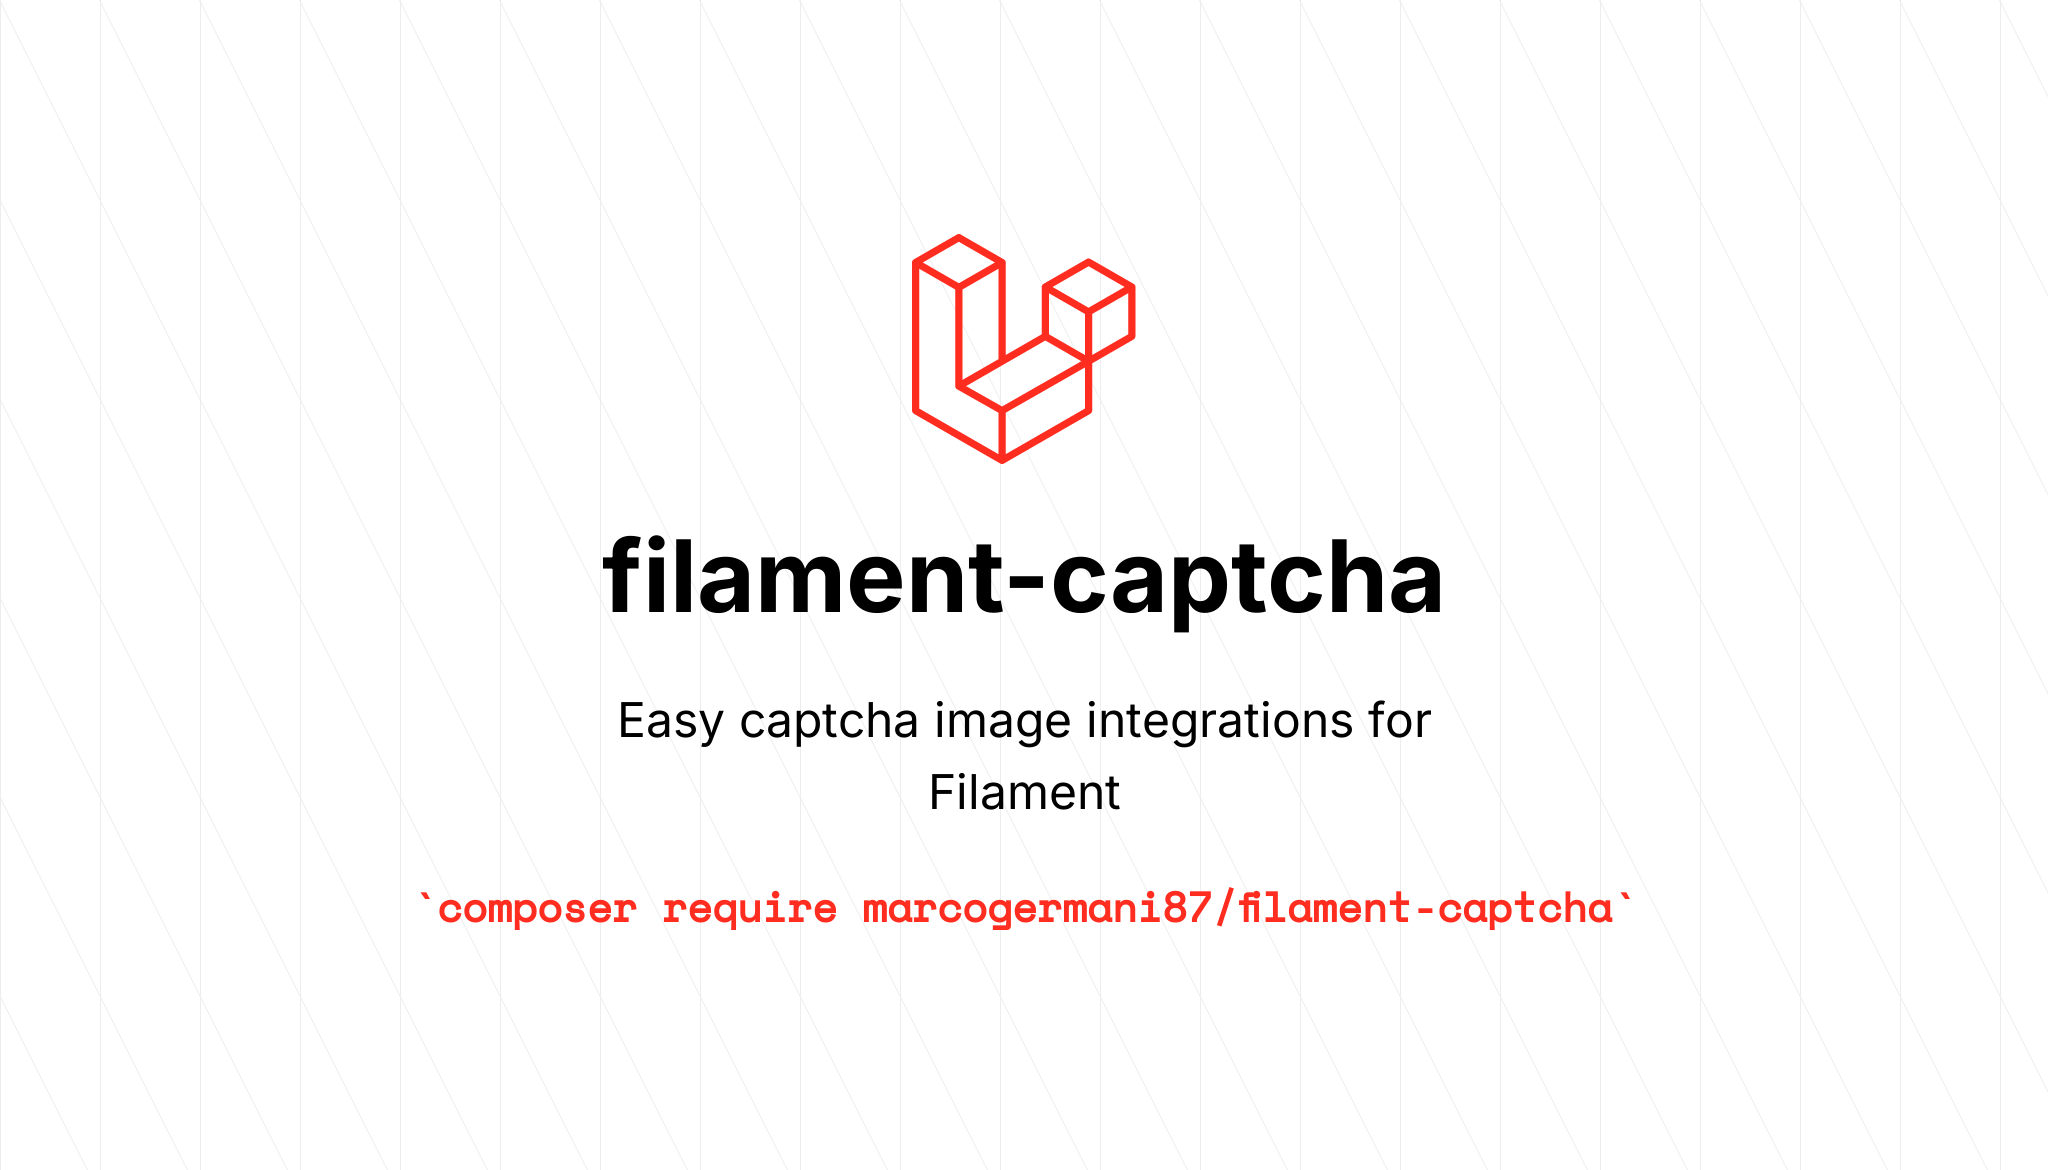 filament-captcha
Easy captcha image integrations for
Filament
`composer require marcogermani87/filament-captcha`